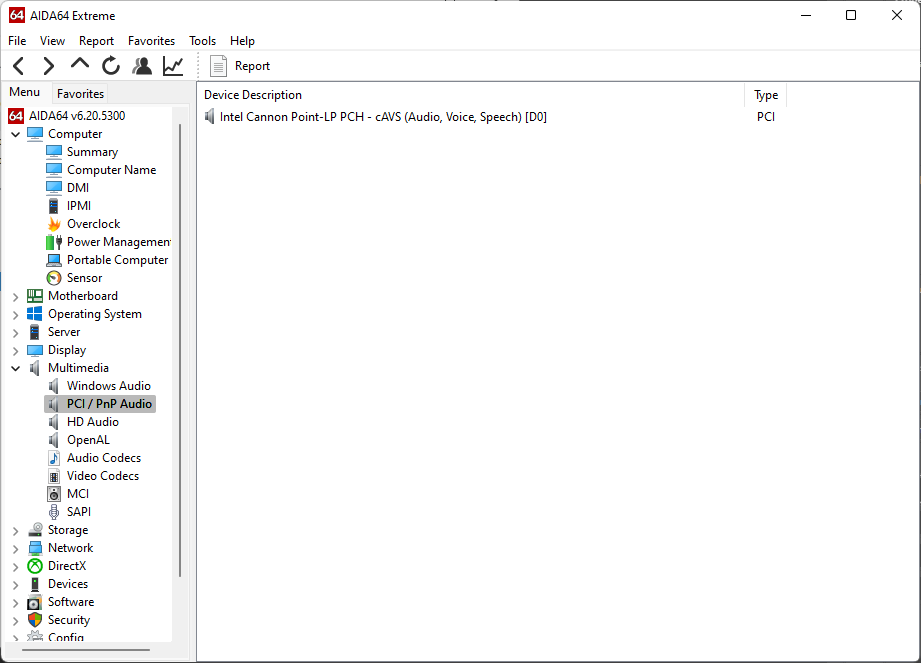 64 AIDA64 Extreme
File View Report Favorites Tools Help
Report
Menu Favorites
64 AIDA64 v6.20.5300
Computer
Summary
Computer Name
DMI
IPMI
Overclock
Power Managemen
Portable Computer
Sensor
Motherboard
Operating System
Server
Display
Multimedia
Windows Audio
PCI / PnP Audio
HD Audio
OpenAL
Audio Codecs
Video Codecs
MCI
SAPI
Storage
Network
DirectX
Devices
Software
Security
Config
Device Description Type
Intel Cannon Point-LP PCH - cAVS (Audio, Voice, Speech) [D0] PCI